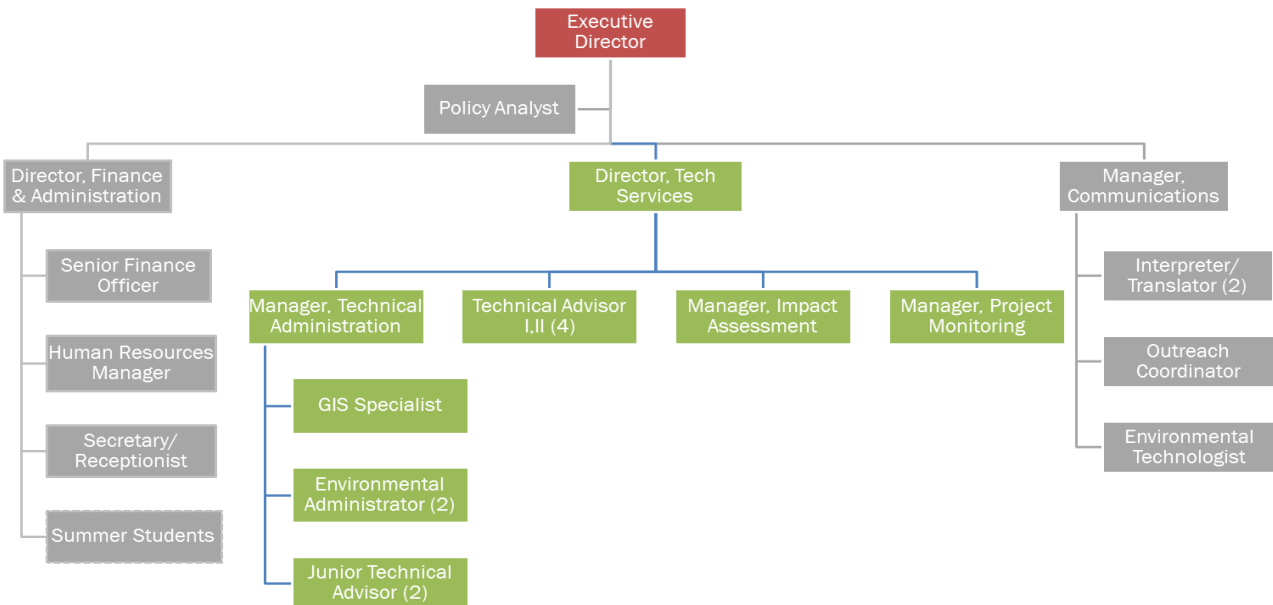 Executive
Director
Policy Analyst
Director, Finance
& Administration
Director, Tech
Services
Manager,
Communications
Senior Finance
Officer
Human Resources
Manager
Secretary/
Receptionist
Summer Students
Manager, Technical
Administration
Technical Advisor
I,II (4)
Manager, Impact
Assessment
Manager, Project
Monitoring
GIS Specialist
Environmental
Administrator (2)
Junior Technical
Advisor (2)
Interpreter/
Translator (2)
Outreach
Coordinator
Environmental
Technologist